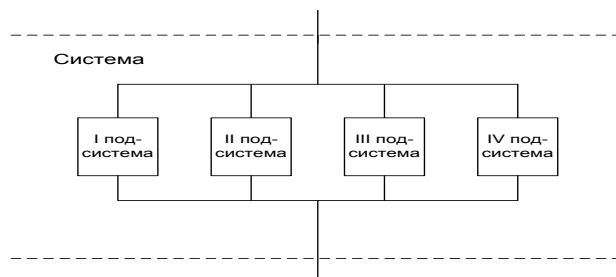 Система
I под-
система
II под-
система
III под-
система
IV под-
система